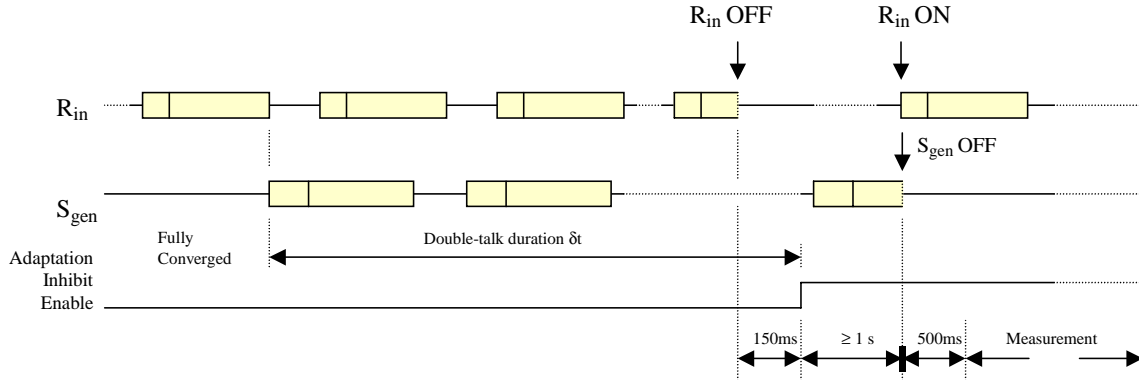 R_in OFF
R_in ON
R_in
S_gen OFF
S_gen
Fully
Converged
Double-talk duration δt
Adaptation
Inhibit
Enable
150ms
≥ 1 s
500ms
Measurement